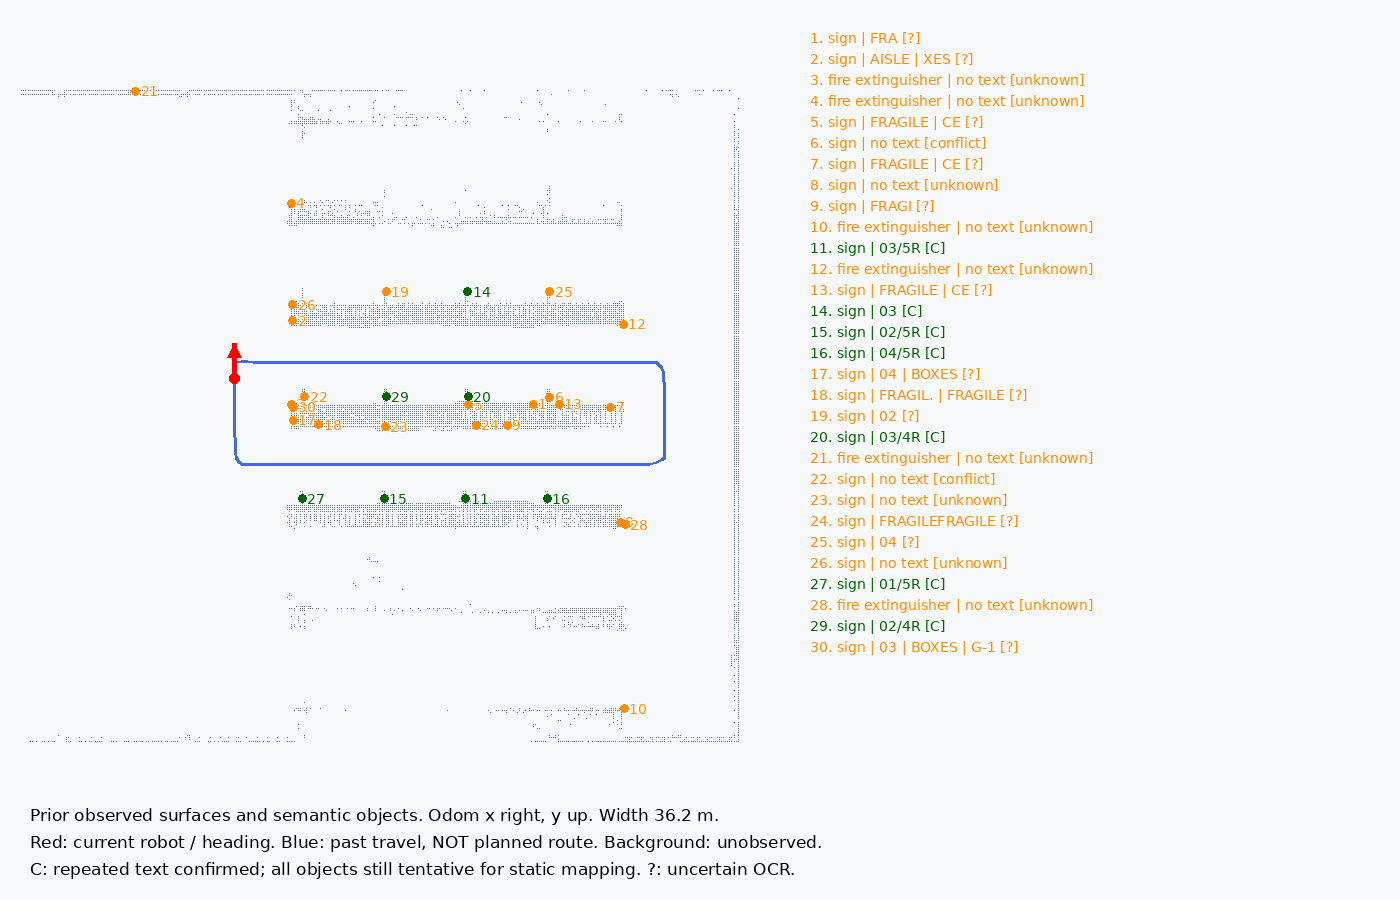 1. sign | FRA [?]
2. sign | AISLE | XES [?]
3. fire extinguisher | no text [unknown]
4. fire extinguisher | no text [unknown]
5. sign | FRAGILE | CE [?]
6. sign | no text [conflict]
7. sign | FRAGILE | CE [?]
8. sign | no text [unknown]
9. sign | FRAGI [?]
10. fire extinguisher | no text [unknown]
11. sign | 03/5R [C]
12. fire extinguisher | no text [unknown]
13. sign | FRAGILE | CE [?]
14. sign | 03 [C]
15. sign | 02/5R [C]
16. sign | 04/5R [C]
17. sign | 04 | BOXES [?]
18. sign | FRAGIL. | FRAGILE [?]
19. sign | 02 [?]
20. sign | 03/4R [C]
21. fire extinguisher | no text [unknown]
22. sign | no text [conflict]
23. sign | no text [unknown]
24. sign | FRAGILEFRAGILE [?]
25. sign | 04 [?]
26. sign | no text [unknown]
27. sign | 01/5R [C]
28. fire extinguisher | no text [unknown]
29. sign | 02/4R [C]
30. sign | 03 | BOXES | G-1 [?]
21
4
19 14 25
26
2 12
22 29 20 6
30 5 1 13 7
17 18 23 24 9
27 15 11 16
28
10
Prior observed surfaces and semantic objects. Odom x right, y up. Width 36.2 m.
Red: current robot / heading. Blue: past travel, NOT planned route. Background: unobserved.
C: repeated text confirmed; all objects still tentative for static mapping. ?: uncertain OCR.